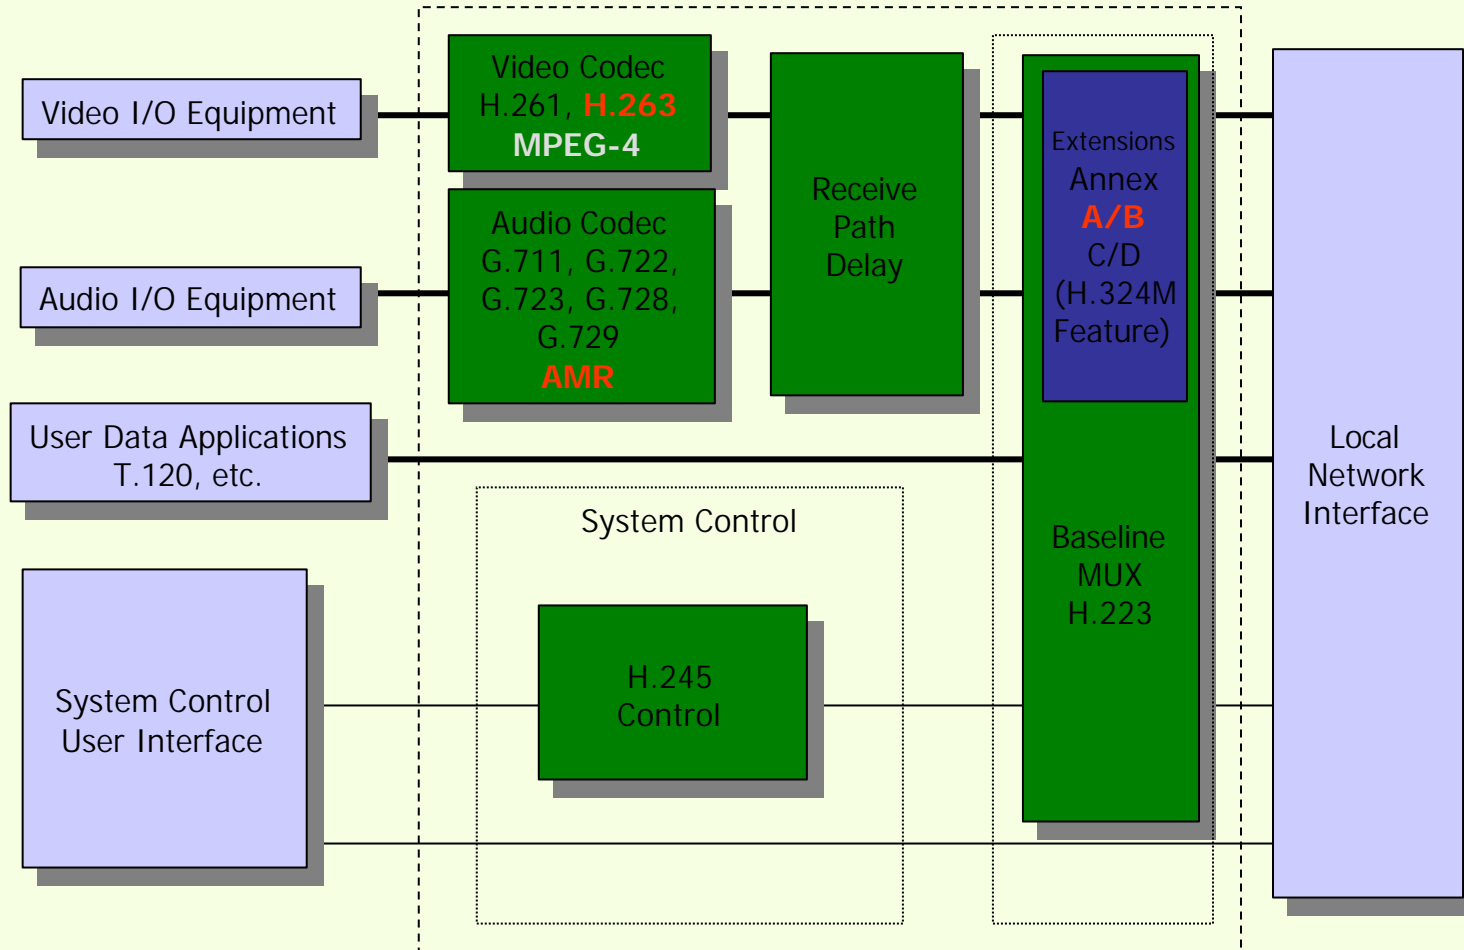 Video I/O Equipment
Video Codec
H.261, H.263
MPEG-4
Audio I/O Equipment
Audio Codec
G.711, G.722,
G.723, G.728,
G.729
AMR
Receive
Path
Delay
Extensions
Annex
A/B
C/D
(H.324M
Feature)
User Data Applications
T.120, etc.
System Control
Baseline
MUX
H.223
Local
Network
Interface
System Control
User Interface
H.245
Control